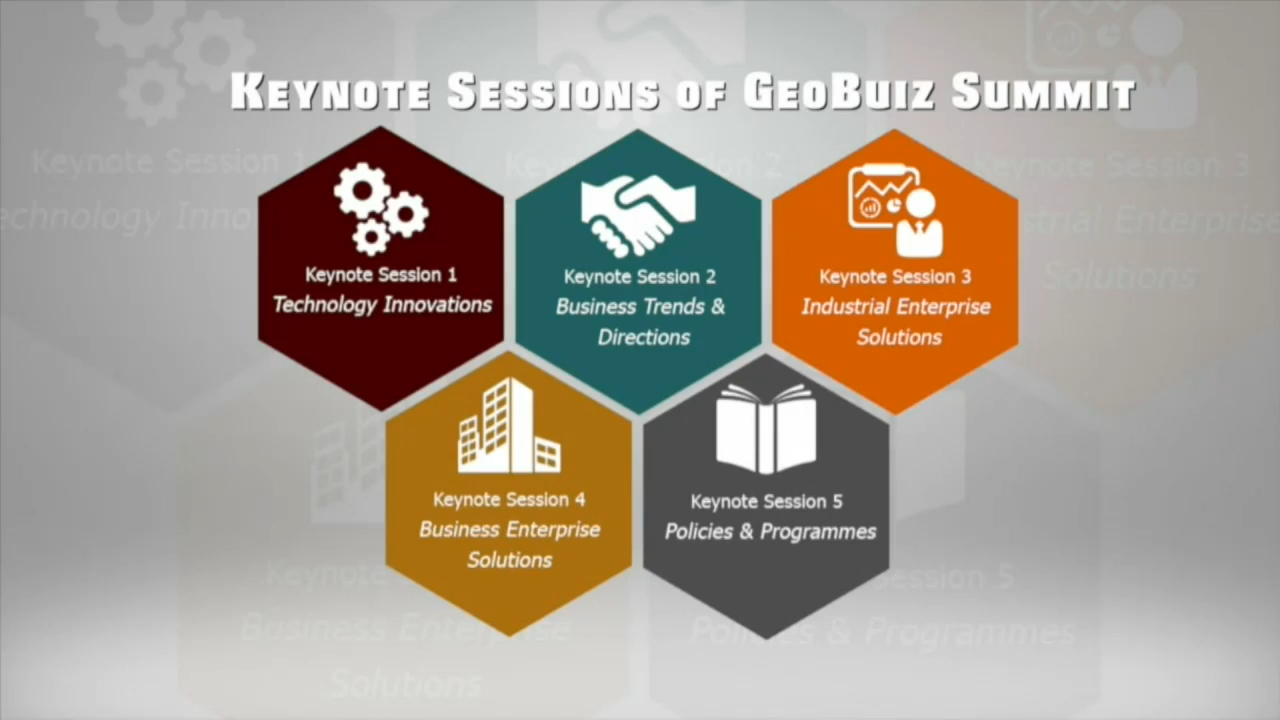 Keynote Sessions of GeoBuiz Summit
Keynote Session 1
Technology Innovations
Keynote Session 2
Business Trends &
Directions
Keynote Session 3
Industrial Enterprise
Solutions
Keynote Session 4
Business Enterprise
Solutions
Keynote Session 5
Policies & Programmes